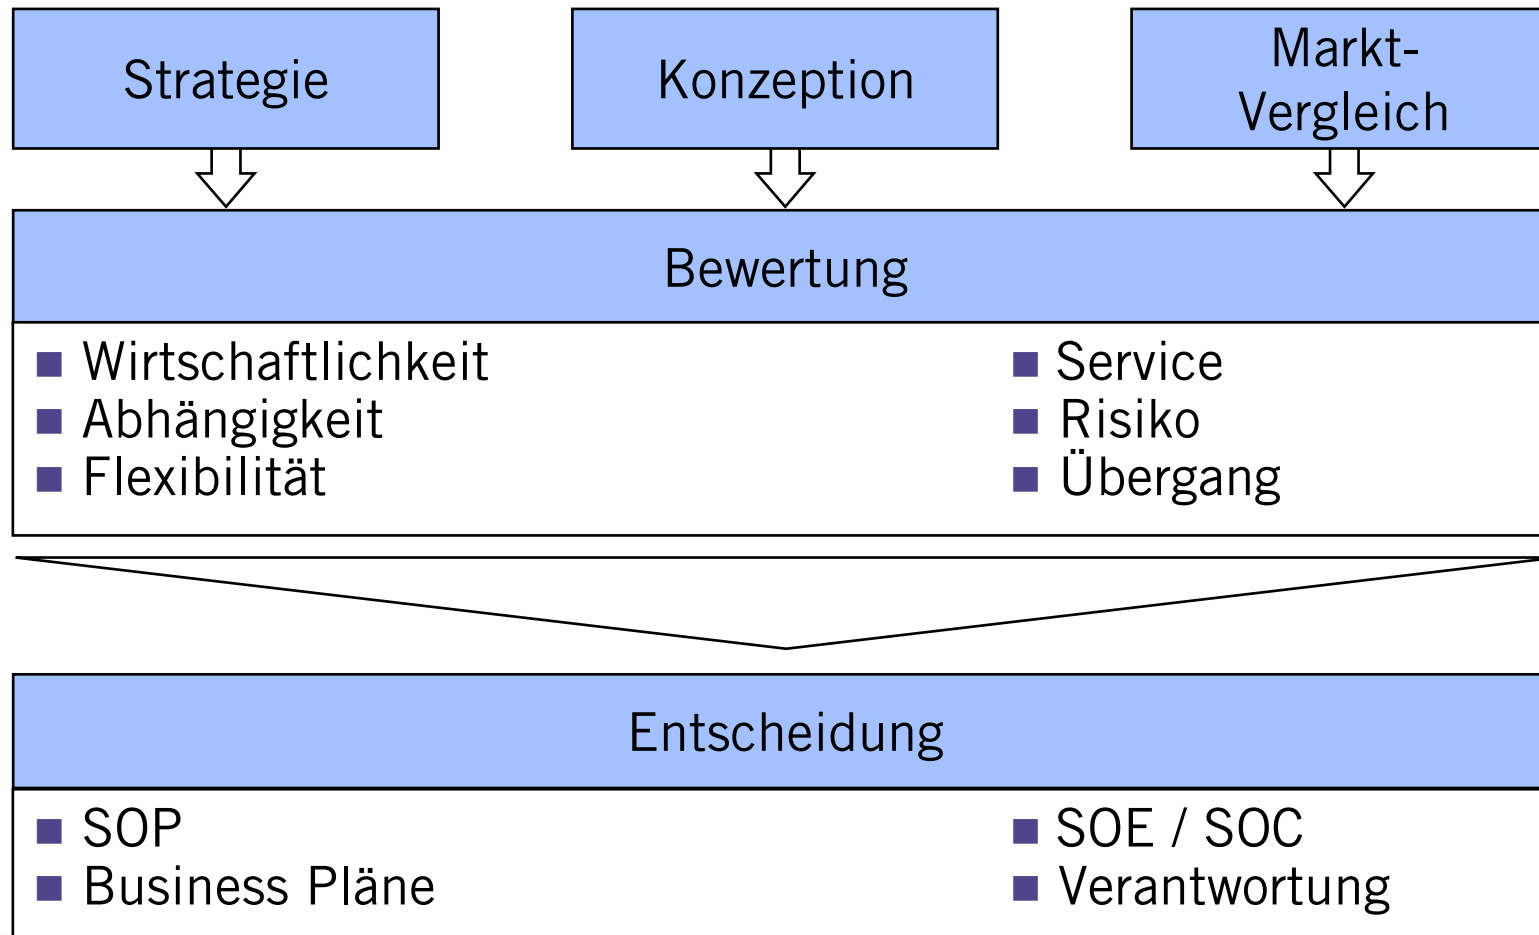 Strategie
Konzeption
Markt-
Vergleich
Bewertung
Wirtschaftlichkeit
Abhängigkeit
Flexibilität
Service
Risiko
Übergang
Entscheidung
SOP
Business Pläne
SOE / SOC
Verantwortung